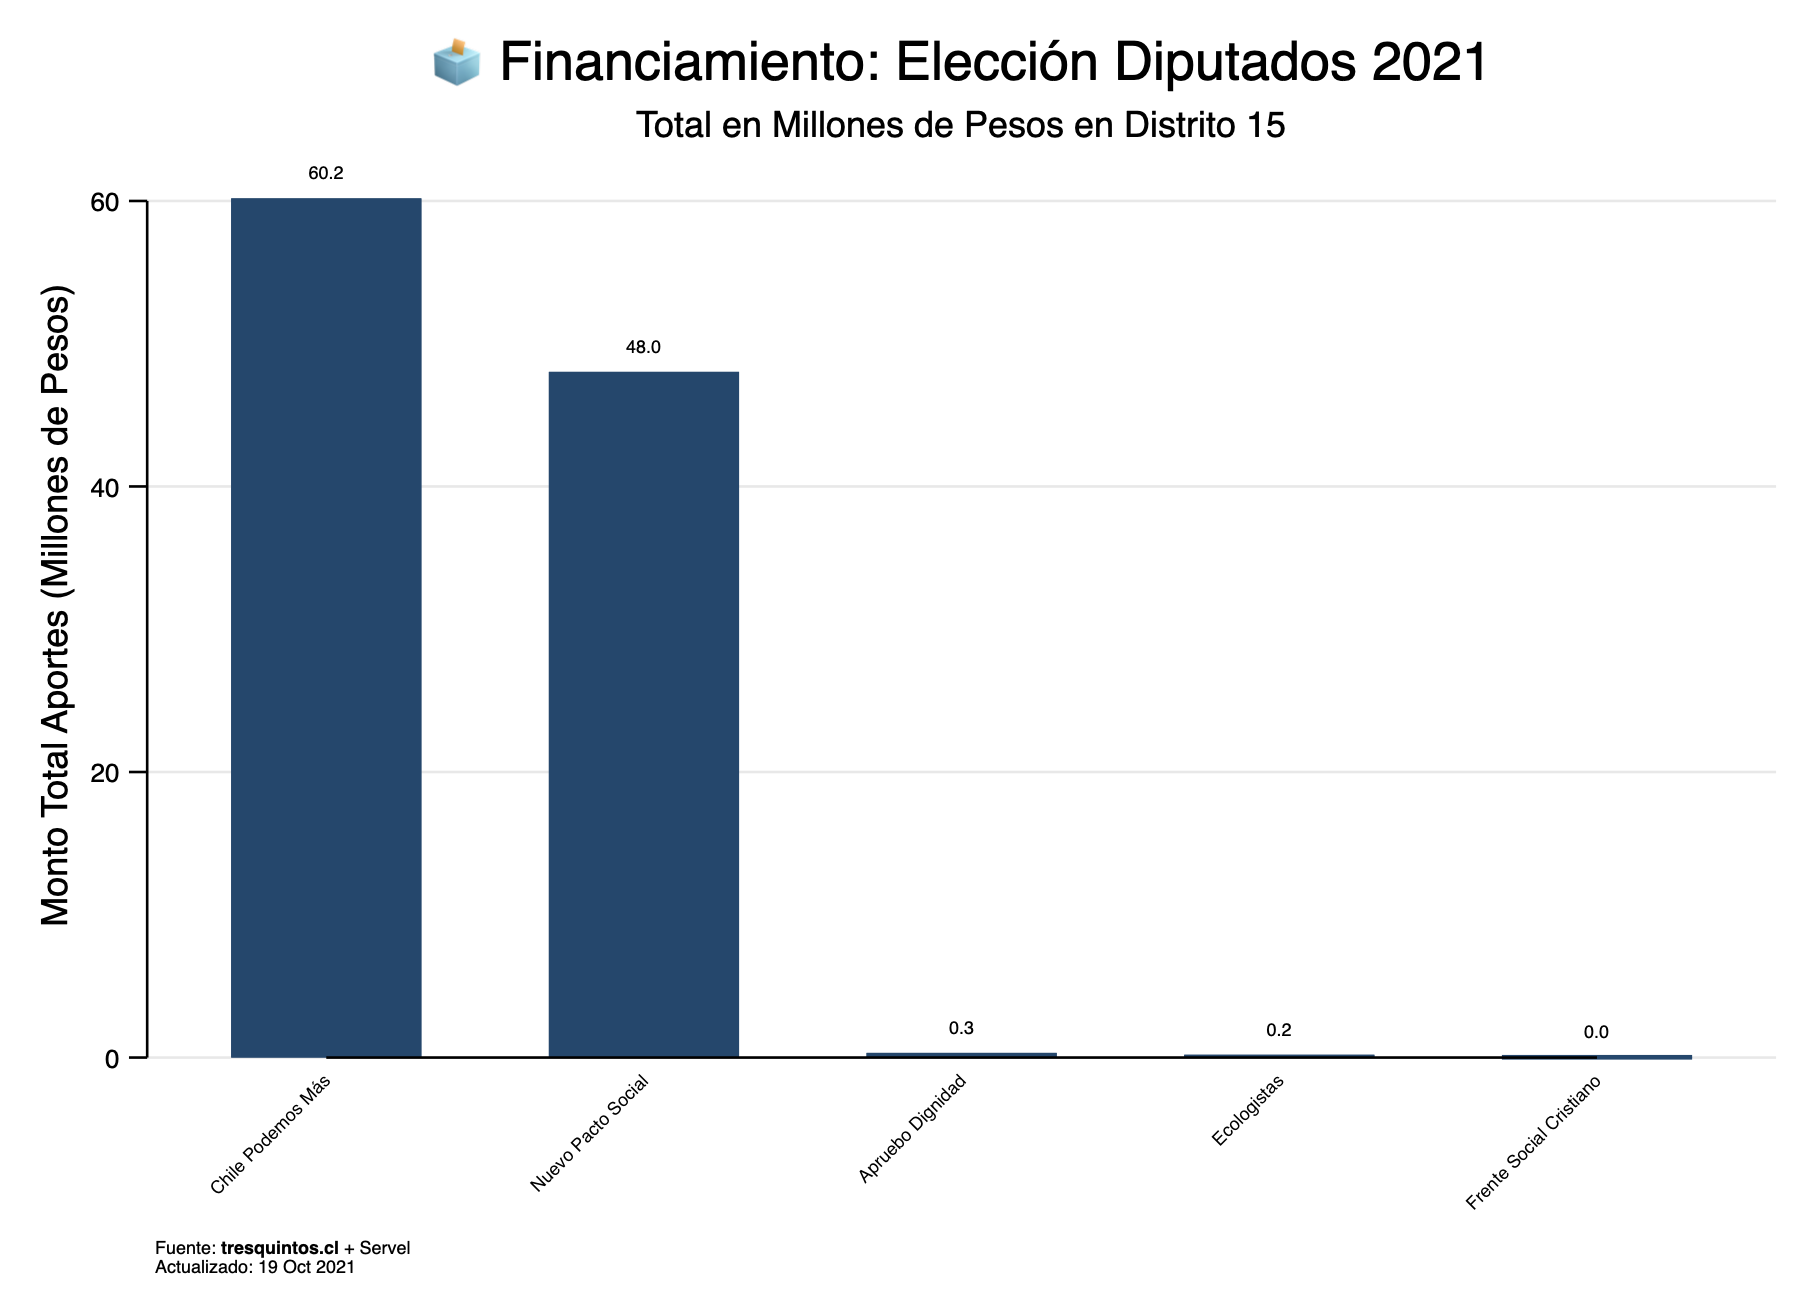 🗳️ Financiamiento: Elección Diputados 2021
Total en Millones de Pesos en Distrito 15
Monto Total Aportes (Millones de Pesos)
60
40
20
0
60.2
48.0
0.3
0.2
0.0
Chile Podemos Más
Nuevo Pacto Social
Apruebo Dignidad
Ecologistas
Frente Social Cristiano
Fuente: tresquintos.cl + Servel
Actualizado: 19 Oct 2021